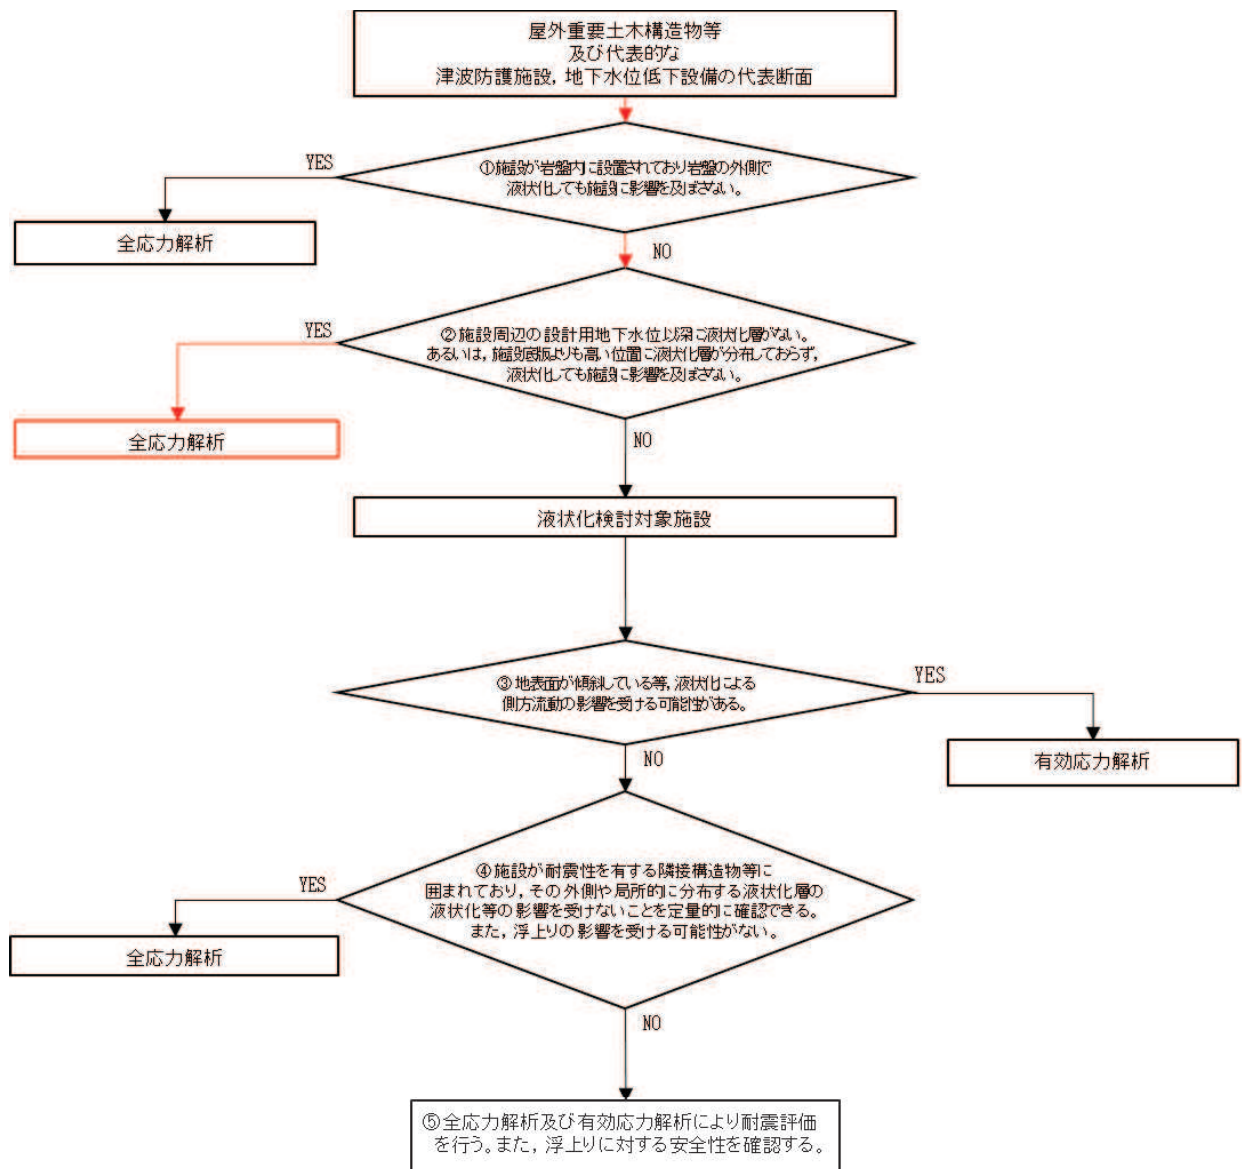 屋外重要土木構造物等
及び代表的な
津波防護施設，地下水位低下設備の代表断面
①施設が岩盤内に設置されており岩盤の外側で
液状化しても施設に影響を及ぼさない。
YES
全応力解析
NO
②施設周辺の設計用地下水位以深に液状化層がない。
あるいは，施設底版よりも高い位置に液状化層が分布しておらず，
液状化しても施設に影響を及ぼさない。
YES
全応力解析
NO
液状化検討対象施設
③地表面が傾斜している等，液状化による
側方流動の影響を受ける可能性がある。
YES
有効応力解析
NO
④施設が耐震性を有する隣接構造物等に
囲まれており，その外側や局所的に分布する液状化層の
液状化等の影響を受けないことを定量的に確認できる。
また，浮上りの影響を受ける可能性がない。
YES
全応力解析
NO
⑤全応力解析及び有効応力解析により耐震評価
を行う。また，浮上りに対する安全性を確認する。